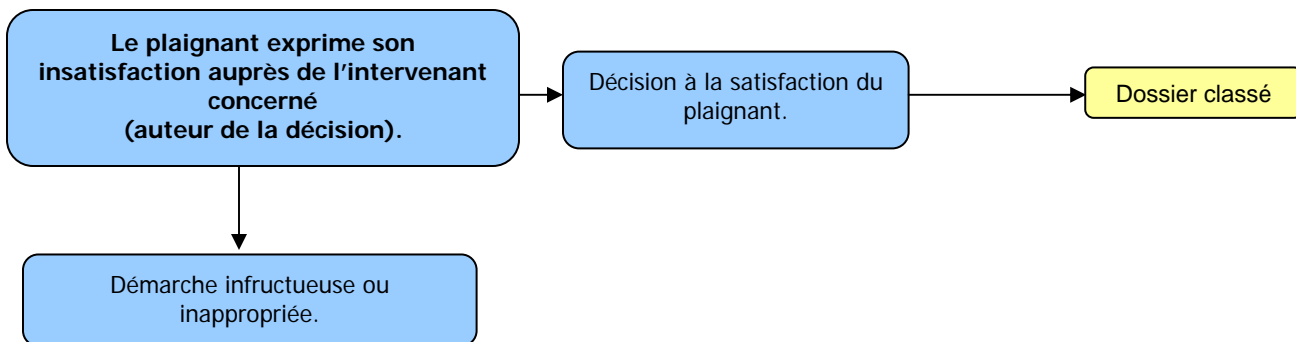 Le plaignant exprime son
insatisfaction auprès de l’intervenant
concerné
(auteur de la décision).
Décision à la satisfaction du
plaignant.
Dossier classé
Démarche infructueuse ou
inappropriée.